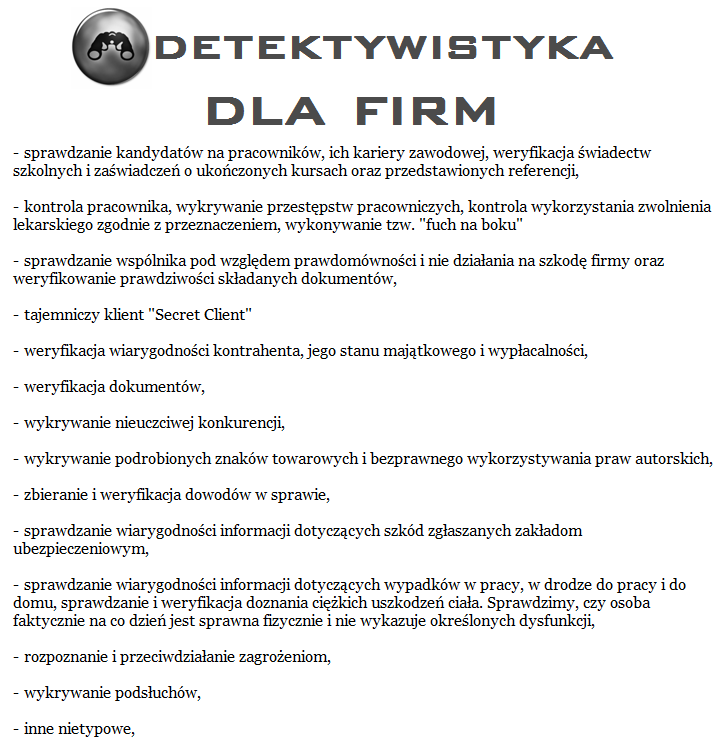 DETEKTYWISTYKA
DLA FIRM
- sprawdzanie kandydatów na pracowników, ich kariery zawodowej, weryfikacja świadectw
szkolnych i zaświadczeń o ukończonych kursach oraz przedstawionych referencji,
- kontrola pracownika, wykrywanie przestępstw pracowniczych, kontrola wykorzystania zwolnienia
lekarskiego zgodnie z przeznaczeniem, wykonywanie tzw. "fuch na boku"
- sprawdzanie wspólnika pod względem prawdomówności i nie działania na szkodę firmy oraz
weryfikowanie prawdziwości składanych dokumentów,
- tajemniczy klient "Secret Client"
- weryfikacja wiarygodności kontrahenta, jego stanu majątkowego i wypłacalności,
- weryfikacja dokumentów,
- wykrywanie nieuczciwej konkurencji,
- wykrywanie podrobionych znaków towarowych i bezprawnego wykorzystywania praw autorskich,
- zbieranie i weryfikacja dowodów w sprawie,
- sprawdzanie wiarygodności informacji dotyczących szkód zgłaszanych zakładom
ubezpieczeniowym,
- sprawdzanie wiarygodności informacji dotyczących wypadków w pracy, w drodze do pracy i do
domu, sprawdzanie i weryfikacja doznania ciężkich uszkodzeń ciała. Sprawdzimy, czy osoba
faktycznie na co dzień jest sprawna fizycznie i nie wykazuje określonych dysfunkcji,
- rozpoznanie i przeciwdziałanie zagrożeniom,
- wykrywanie podsłuchów,
- inne nietypowe,